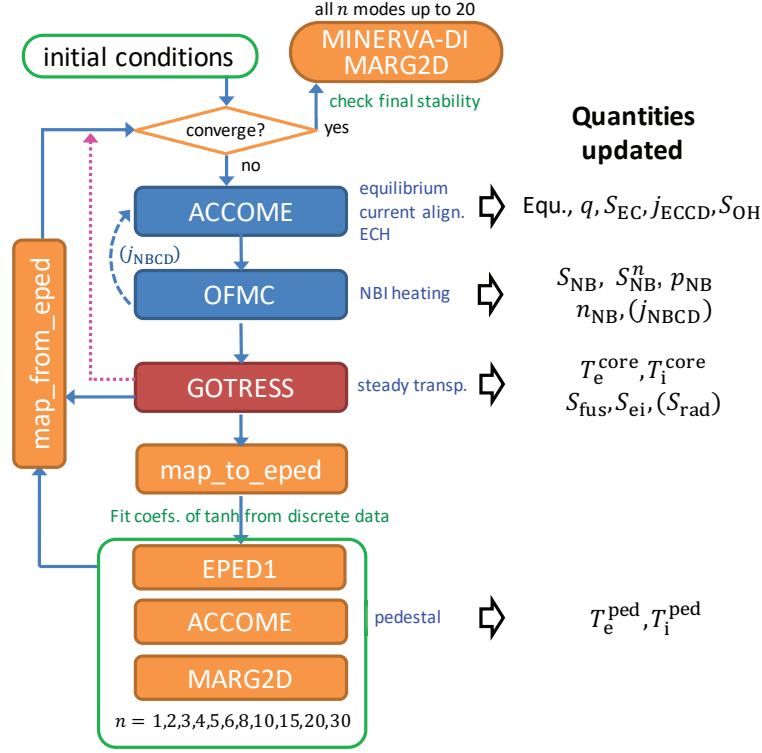 all n modes up to 20
MINERVA-DI
MARG2D
initial conditions
check final stability
converge?
yes
no
Quantities
updated
ACCOME
equilibrium
current align.
ECH
Equ., q, S_EC, j_ECCD, S_OH
(j_NBCD)
OFMC
NBI heating
S_NB, S_NB^n, p_NB
n_NB, (j_NBCD)
map_from_eped
GOTRESS
steady transp.
T_e^core, T_i^core
S_fus, S_ei, (S_rad)
map_to_eped
Fit coefs. of tanh from discrete data
EPED1
ACCOME
pedestal
T_e^ped, T_i^ped
MARG2D
n = 1,2,3,4,5,6,8,10,15,20,30